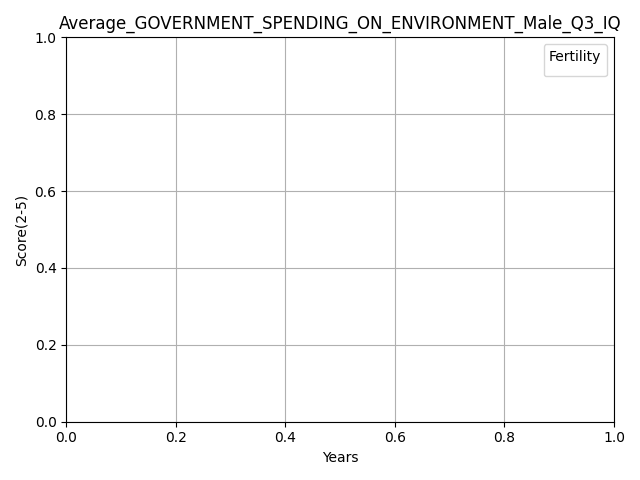 Average_GOVERNMENT_SPENDING_ON_ENVIRONMENT_Male_Q3_IQ
Fertility
1.0
0.8
0.6
0.4
0.2
0.0
Score(2-5)
0.0 0.2 0.4 0.6 0.8 1.0
Years